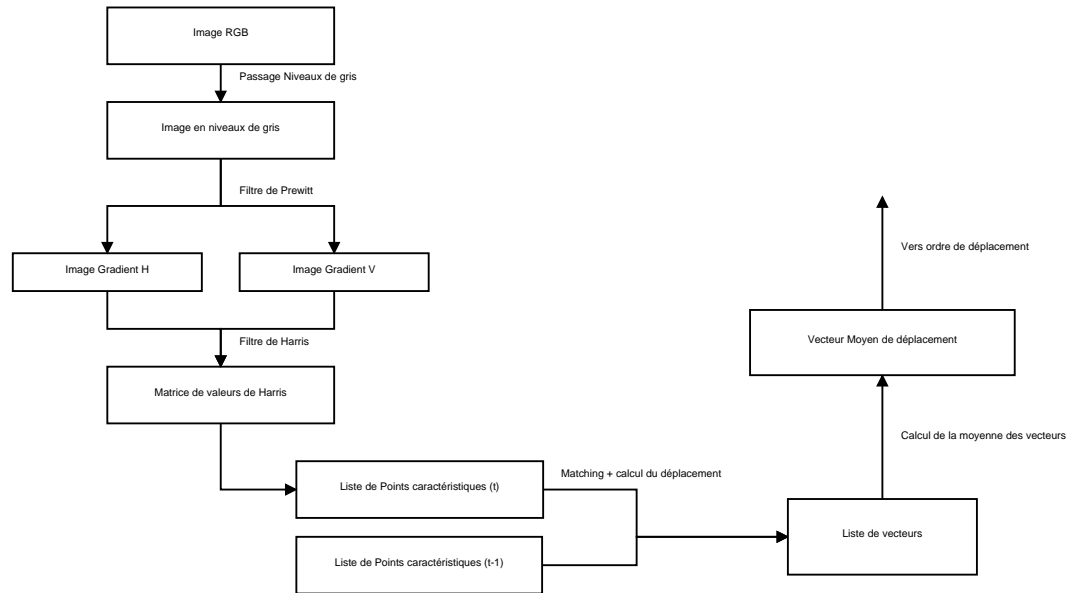 Image RGB
Passage Niveaux de gris
Image en niveaux de gris
Filtre de Prewitt
Image Gradient H
Image Gradient V
Filtre de Harris
Matrice de valeurs de Harris
Liste de Points caractéristiques (t)
Matching + calcul du déplacement
Liste de Points caractéristiques (t-1)
Liste de vecteurs
Calcul de la moyenne des vecteurs
Vecteur Moyen de déplacement
Vers ordre de déplacement